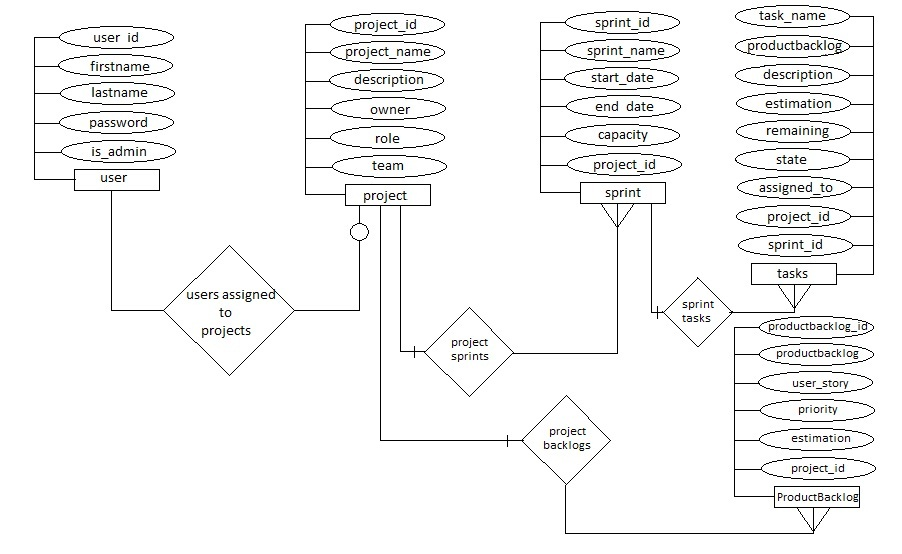 user_id
firstname
lastname
password
is_admin
user
project_id
project_name
description
owner
role
team
project
sprint_id
sprint_name
start_date
end_date
capacity
project_id
sprint
task_name
productbacklog
description
estimation
remaining
state
assigned_to
project_id
sprint_id
tasks
users assigned
to
projects
project
sprints
sprint
tasks
project
backlogs
productbacklog_id
productbacklog
user_story
priority
estimation
project_id
ProductBacklog